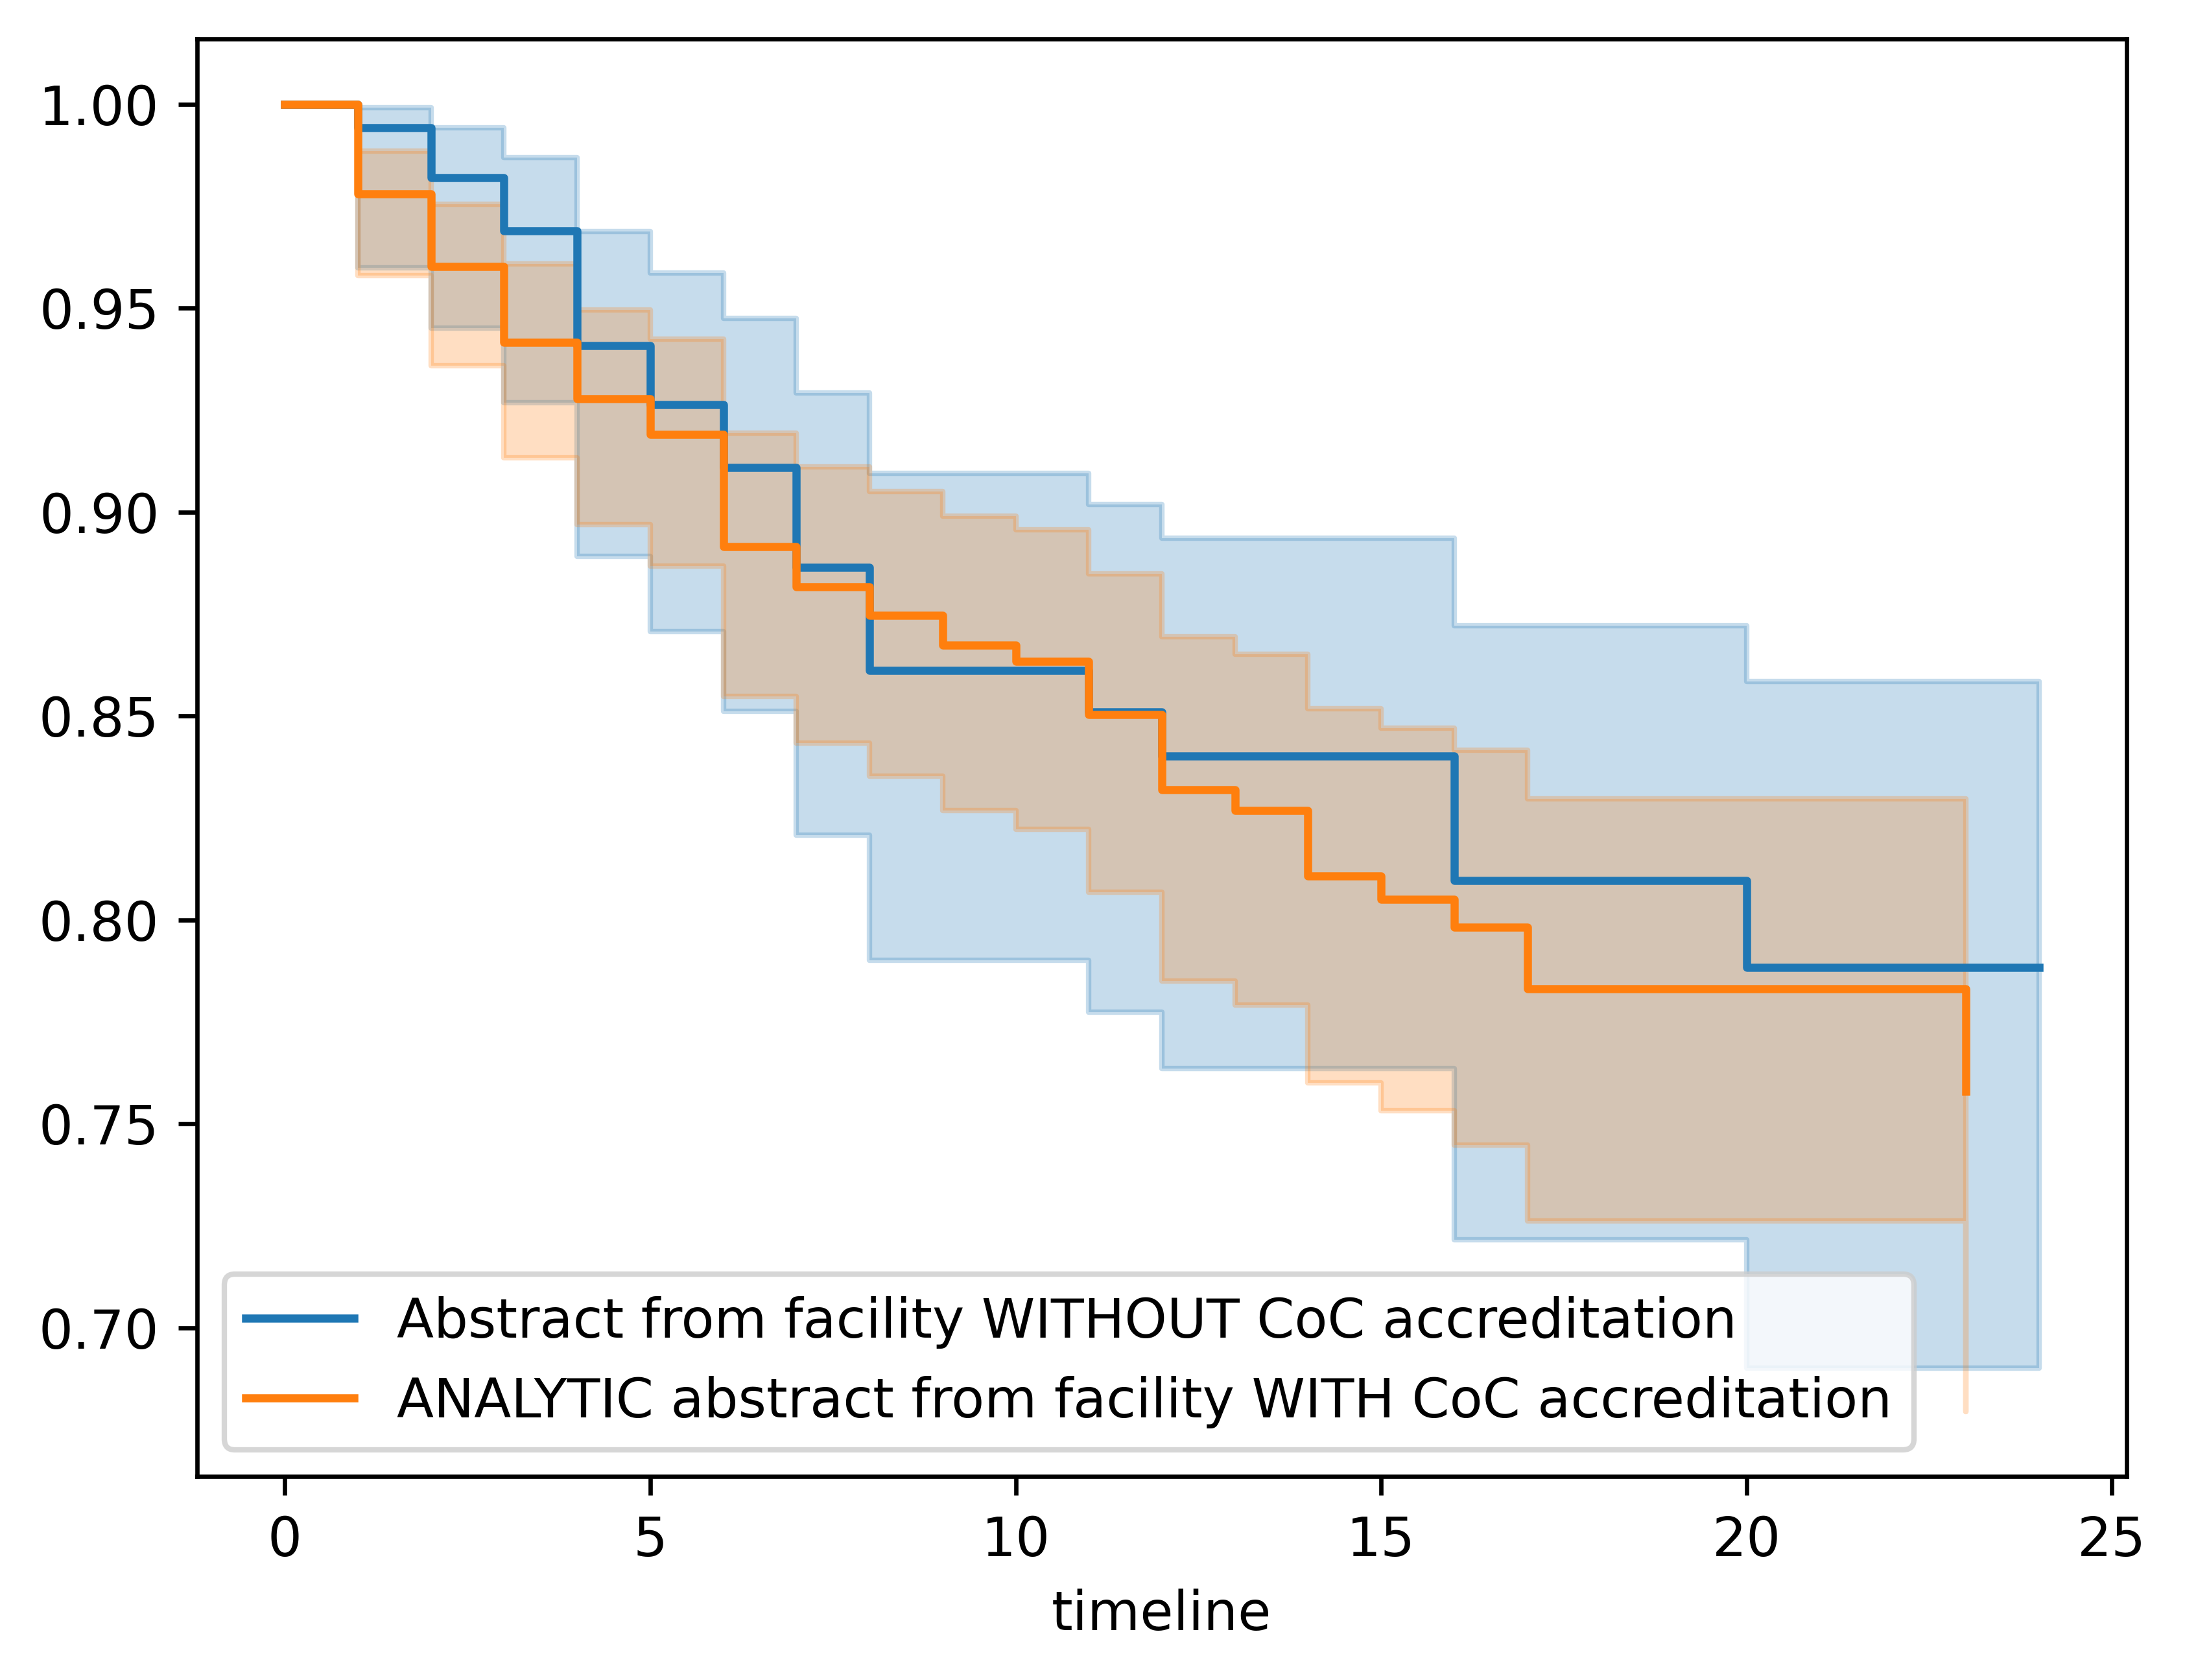 1.00
0.95
0.90
0.85
0.80
0.75
0.70
Abstract from facility WITHOUT CoC accreditation
ANALYTIC abstract from facility WITH CoC accreditation
0 5 10 15 20 25
timeline